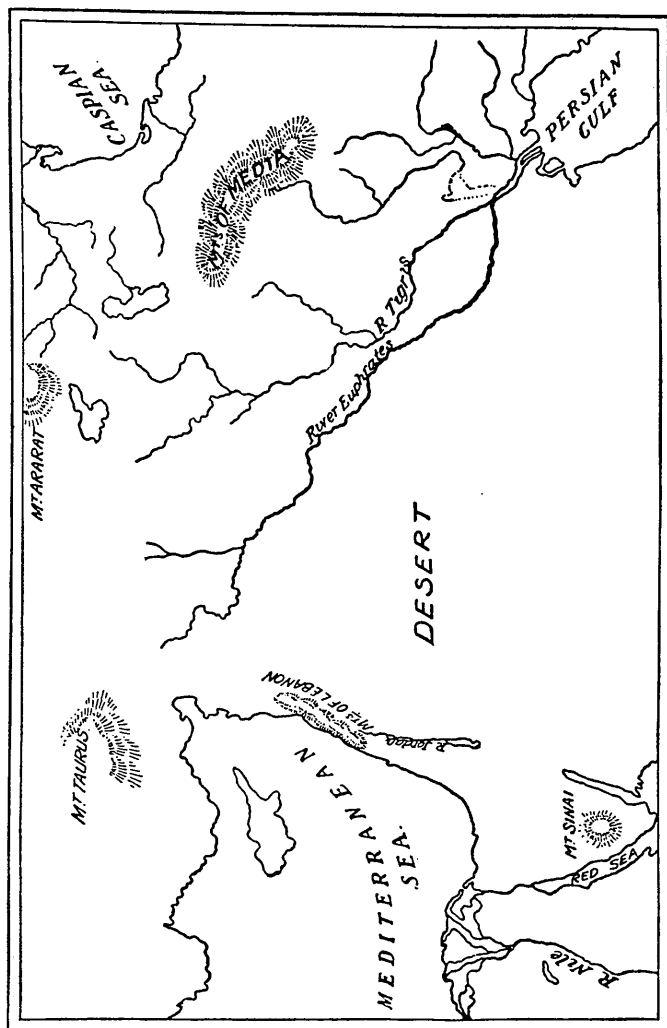 CASPIAN
SEA.
PERSIAN
GULF
MTS OF MEDIA.
R Tigris
River Euphrates
MT ARARAT
DESERT
MTS OF LEBANON
R. Jordan
MT TAURUS
MEDITERRANEAN
SEA.
MT SINAI
RED SEA
R Nile